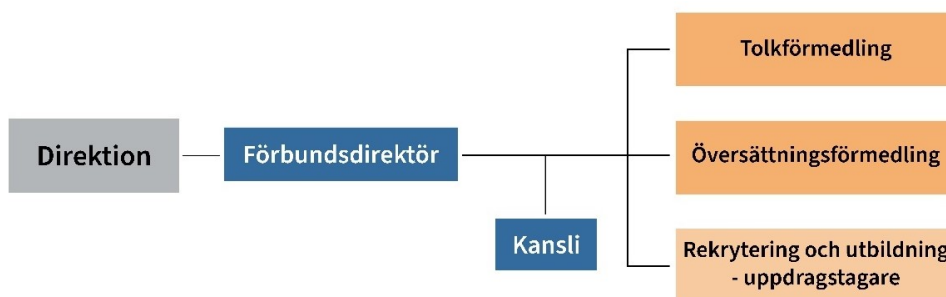 Direktion
Förbundsdirektör
Kansli
Tolkförmedling
Översättningsförmedling
Rekrytering och utbildning
- uppdragstagare